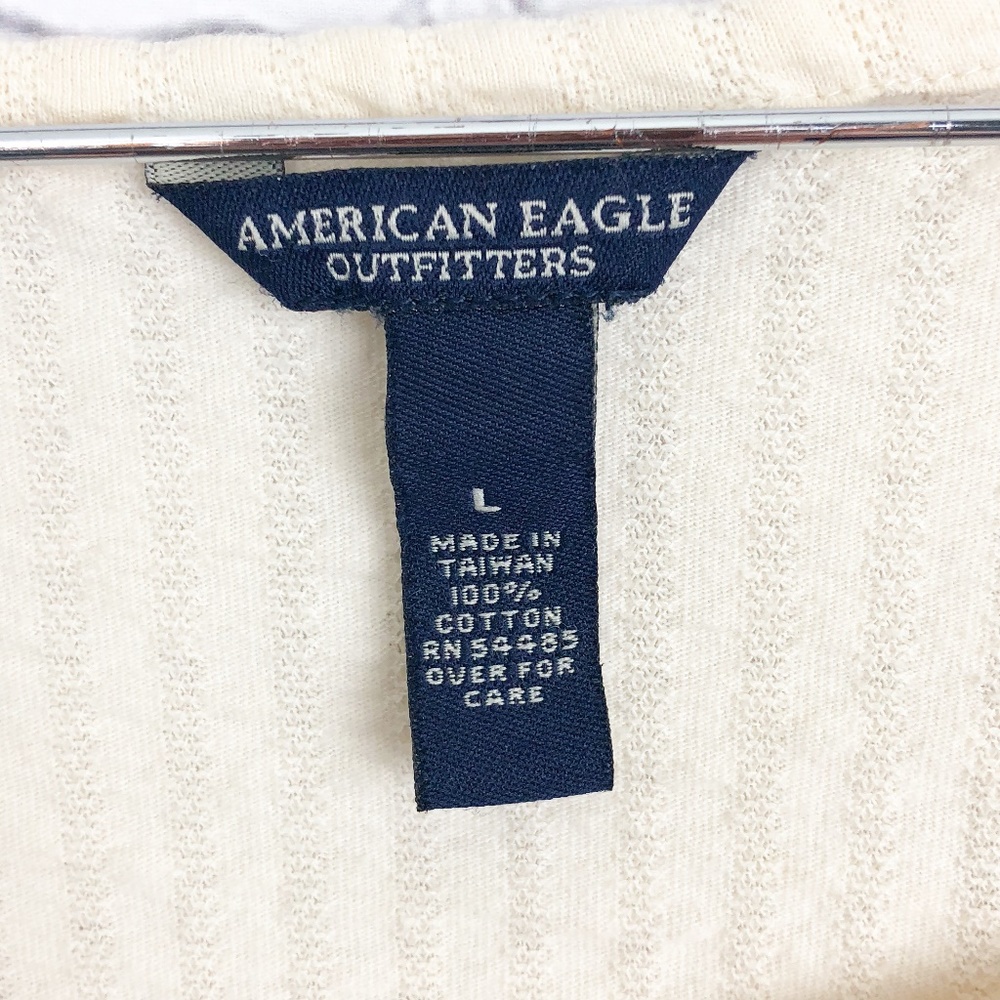 AMERICAN EAGLE
OUTFITTERS
L
MADE IN
TAIWAN
100%
COTTON
RN 54485
OVER FOR
CARE